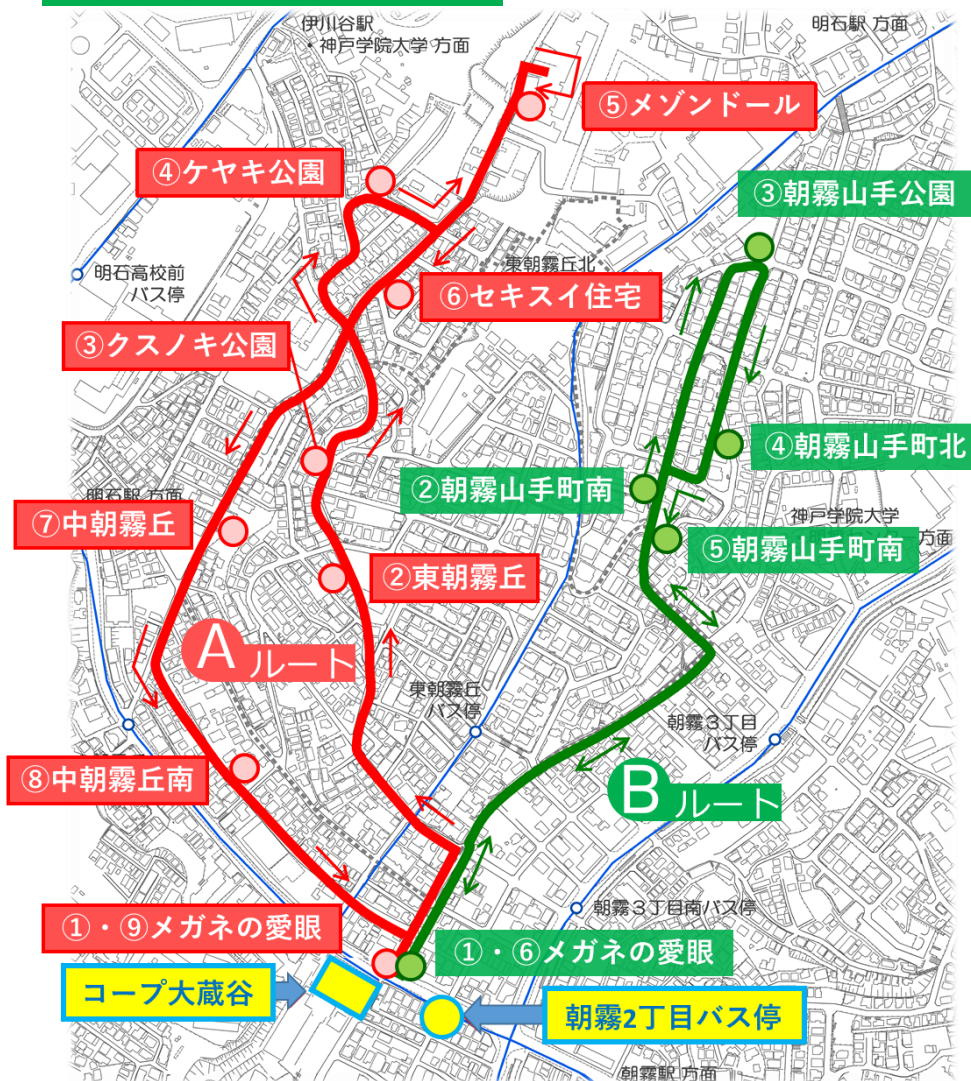 伊川谷駅
・神戸学院大学 方面
明石駅 方面
⑤メゾンドール
④ケヤキ公園
③朝霧山手公園
明石高校前
バス停
東朝霧丘北
⑥セキスイ住宅
③クスノキ公園
④朝霧山手町北
②朝霧山手町南
明石駅 方面
神戸学院大学
方面
⑦中朝霧丘
⑤朝霧山手町南
②東朝霧丘
Aルート
東朝霧丘
バス停
朝霧3丁目
バス停
⑧中朝霧丘南
Bルート
朝霧3丁目南バス停
①・⑨メガネの愛眼
①・⑥メガネの愛眼
コープ大蔵谷
朝霧2丁目バス停
朝霧駅 方面